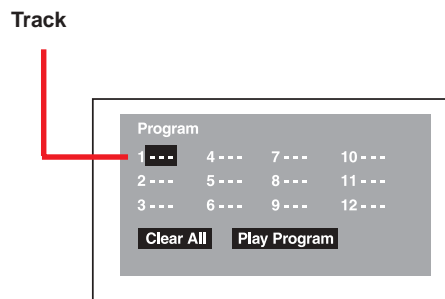 Track
Program
1 - - - 4 - - - 7 - - - 10 - - -
2 - - - 5 - - - 8 - - - 11 - - -
3 - - - 6 - - - 9 - - - 12 - - -
Clear All Play Program